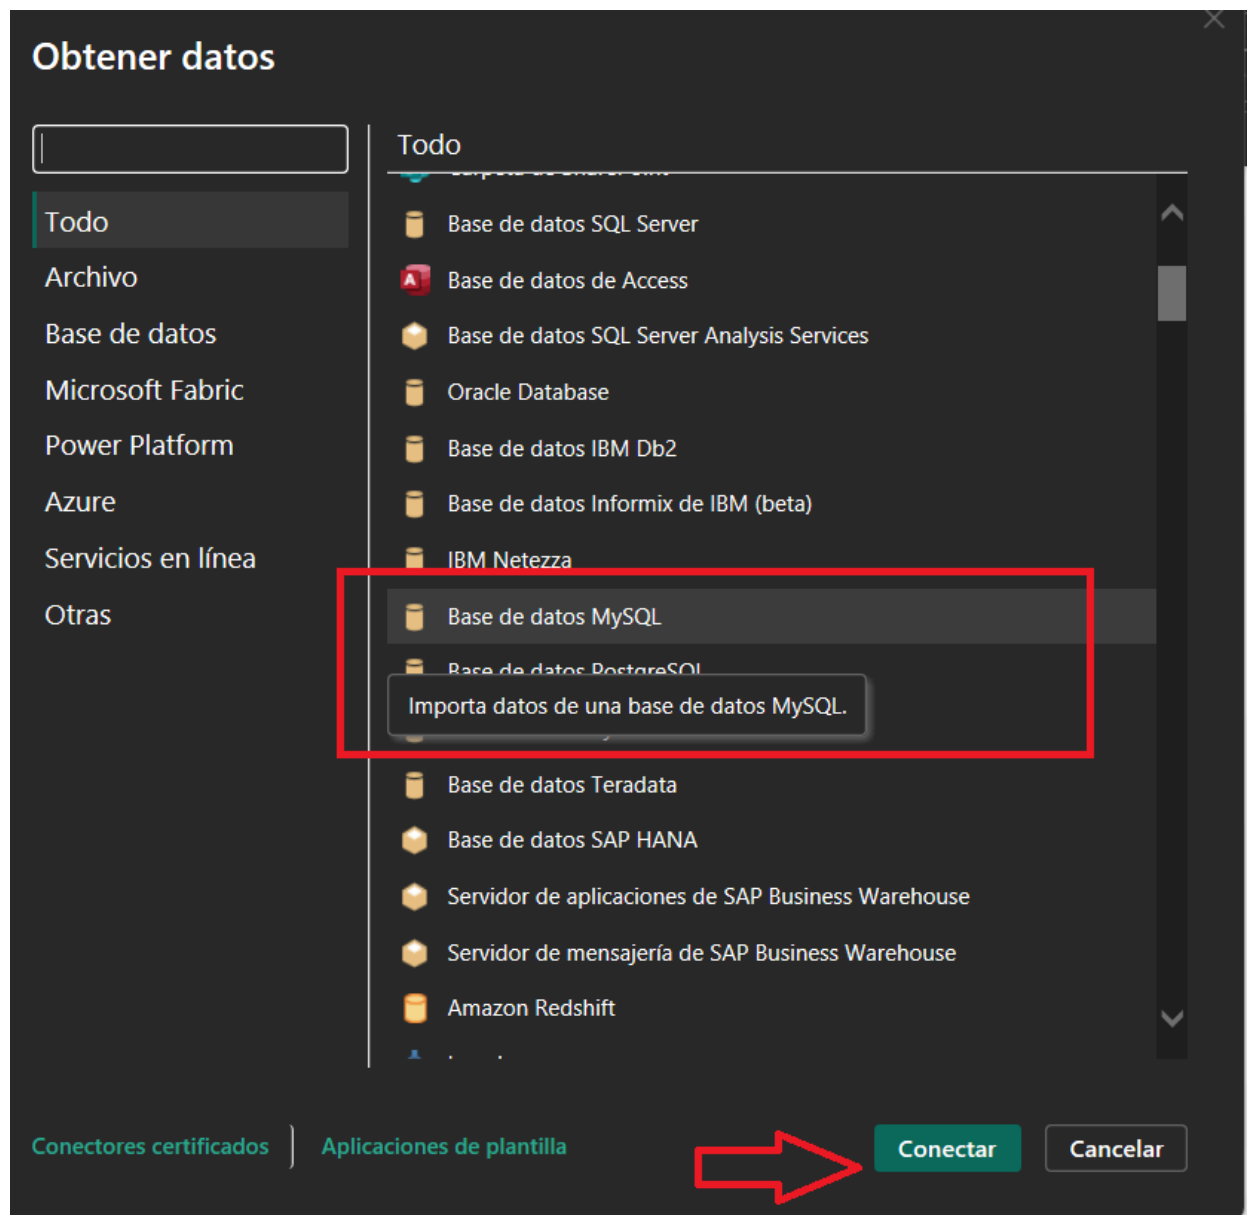 Obtener datos
Todo
Archivo
Base de datos
Microsoft Fabric
Power Platform
Azure
Servicios en línea
Otras
Todo
Carpeta de SharePoint
Base de datos SQL Server
Base de datos de Access
Base de datos SQL Server Analysis Services
Oracle Database
Base de datos IBM Db2
Base de datos Informix de IBM (beta)
IBM Netezza
Base de datos MySQL
Base de datos PostgreSQL
Importa datos de una base de datos MySQL.
Base de datos Teradata
Base de datos SAP HANA
Servidor de aplicaciones de SAP Business Warehouse
Servidor de mensajería de SAP Business Warehouse
Amazon Redshift
Conectores certificados
Aplicaciones de plantilla
Conectar
Cancelar